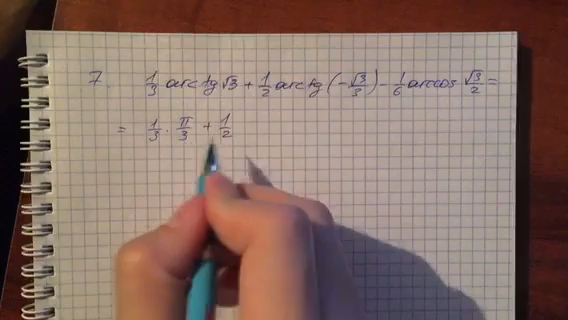 7. 1/3 arctg √3 + 1/2 arctg (-√3/3) - 1/6 arccos √3/2 =
= 1/3 · π/3 + 1/2